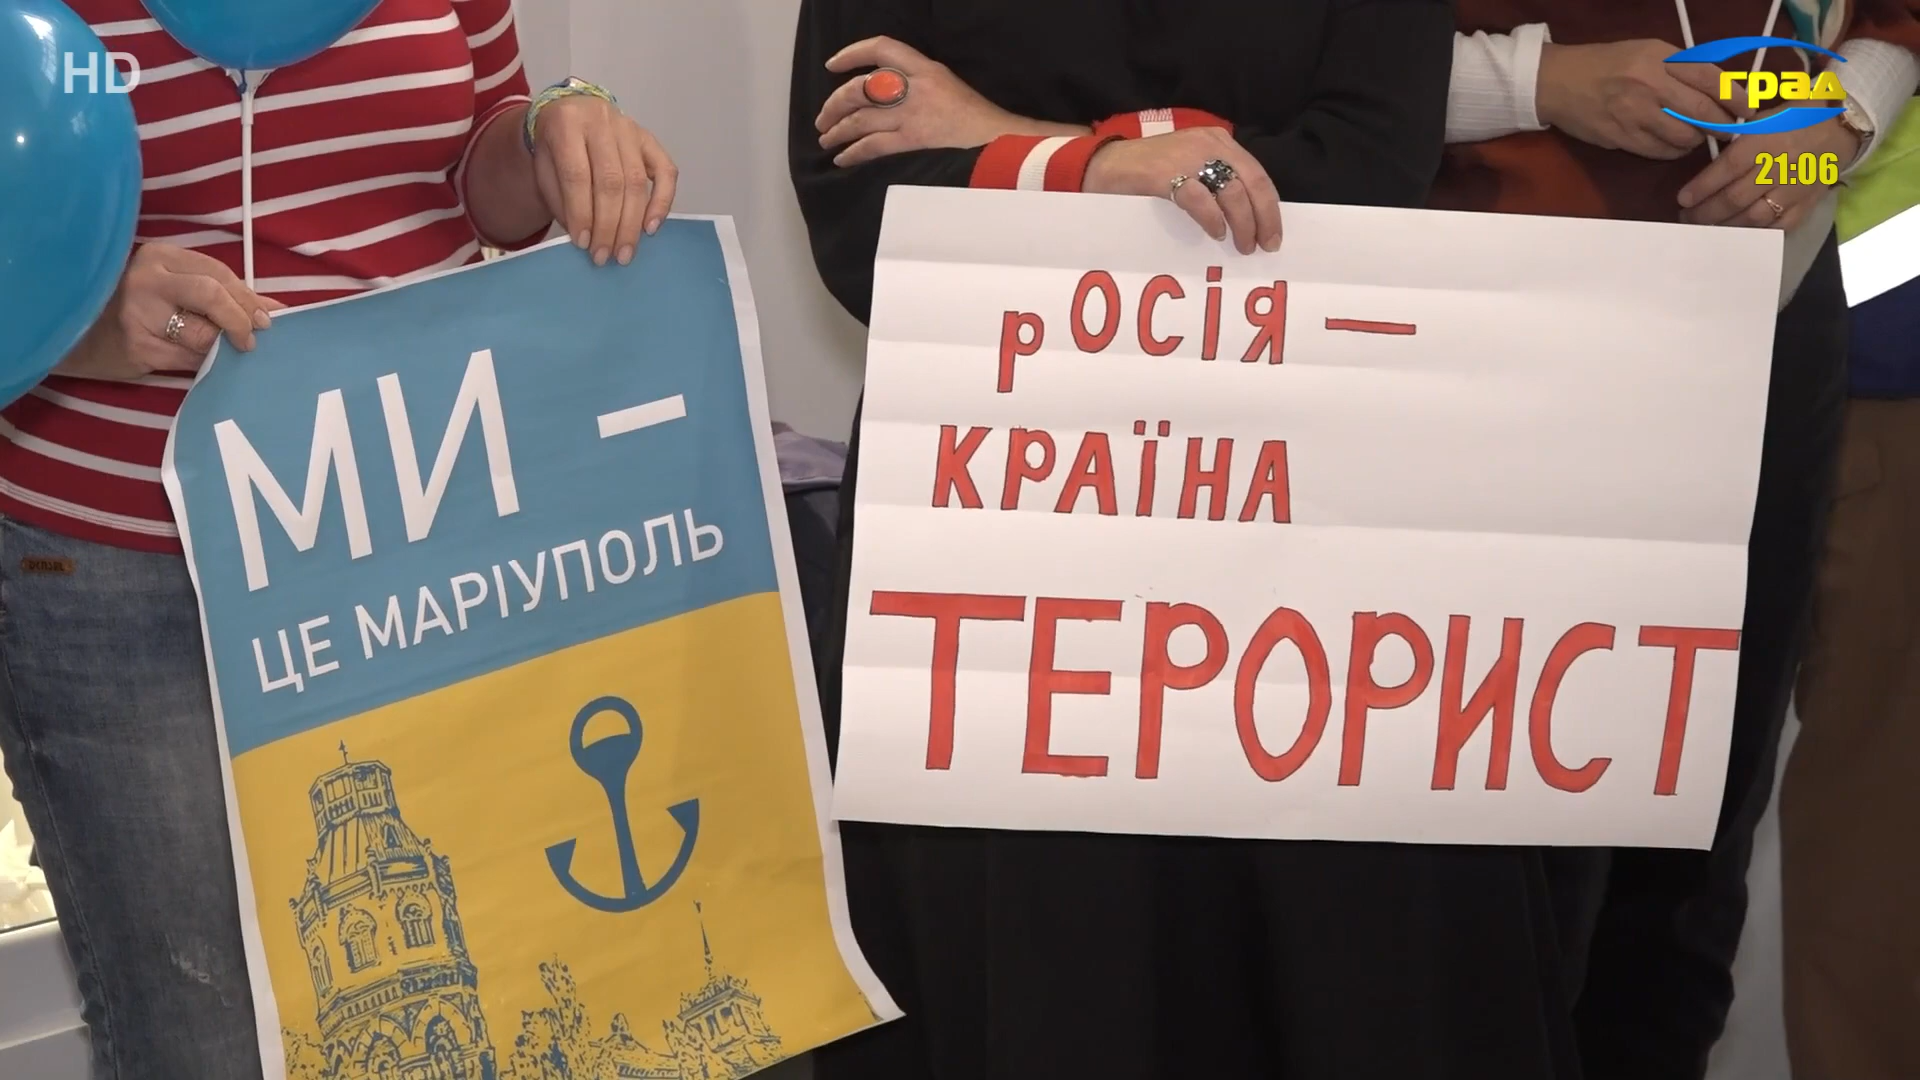 HD
град
21:06
МИ –
ЦЕ МАРІУПОЛЬ
рОСІЯ —
КРАЇНА
ТЕРОРИСТ